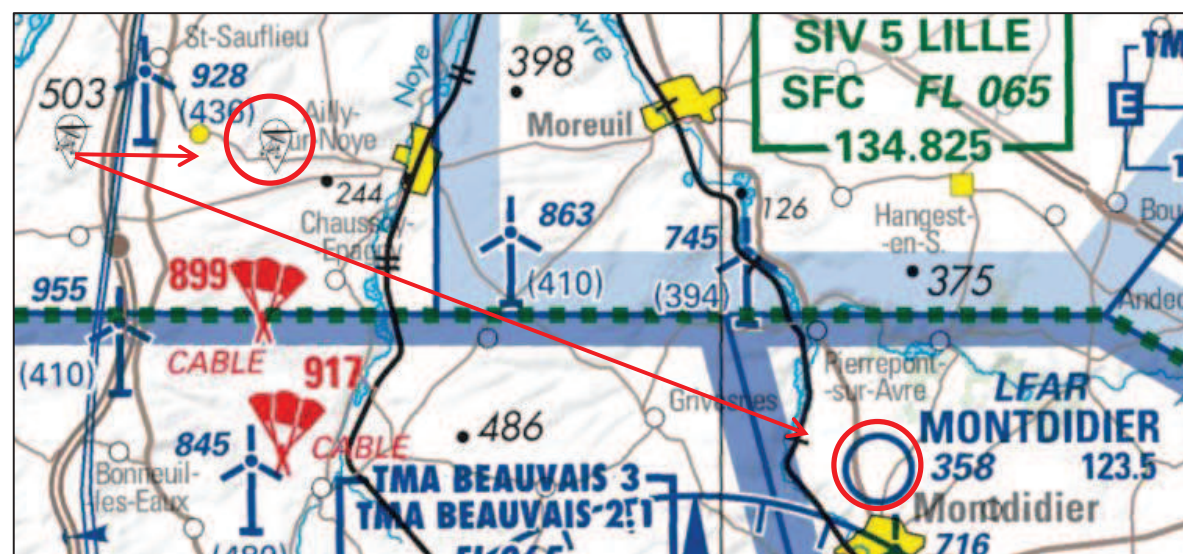 St-Sauflieu
928
(436)
503
Ailly-
Noye
398
Noye
Avre
Moreuil
SIV 5 LILLE
SFC FL 065
134.825
TMA
E
244
Chaussoy-
Epagny
863
(410)
745
126
(394)
Hangest-
-en-S.
375
Bou
955
(410)
899
CABLE
917
CABLE
845
Bonneuil-
-les-Eaux
486
Grivesnes
Pierrepont-
-sur-Avre
LFAR
MONTDIDIER
358 123.5
Montdidier
716
TMA BEAUVAIS 3
TMA BEAUVAIS 2.1